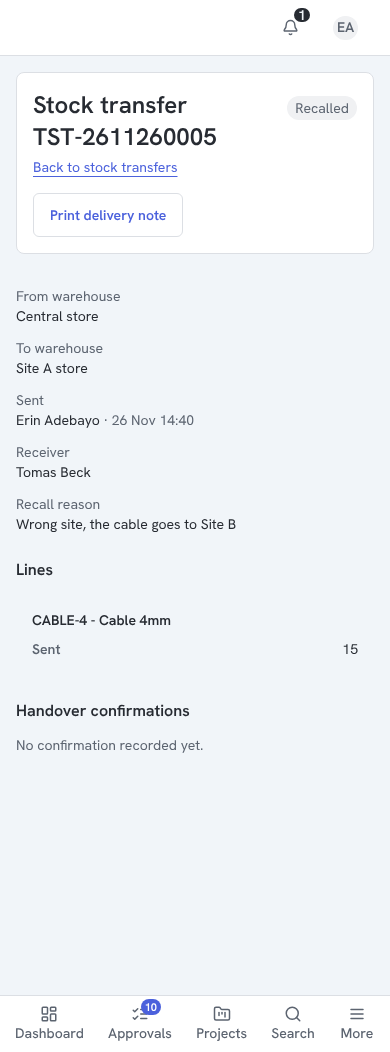 1
EA
Stock transfer
TST-2611260005
Recalled
Back to stock transfers
Print delivery note
From warehouse
Central store
To warehouse
Site A store
Sent
Erin Adebayo · 26 Nov 14:40
Receiver
Tomas Beck
Recall reason
Wrong site, the cable goes to Site B
Lines
CABLE-4 - Cable 4mm
Sent 15
Handover confirmations
No confirmation recorded yet.
10
Dashboard Approvals Projects Search More